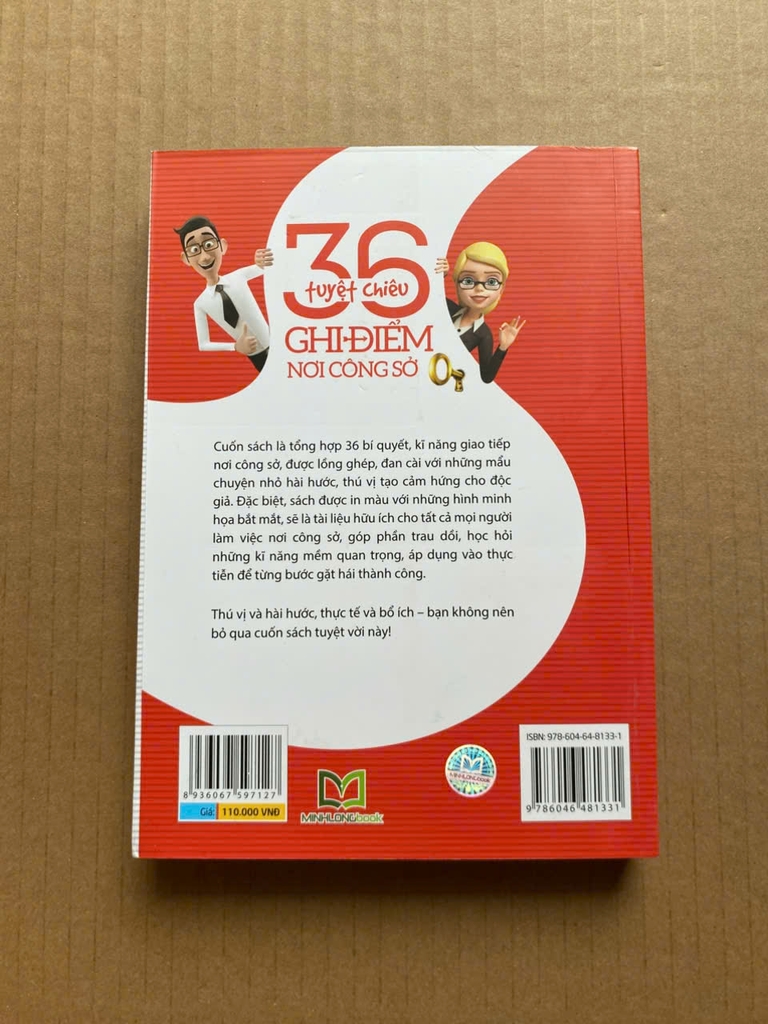 36
tuyệt chiêu
GHI ĐIỂM
NƠI CÔNG SỞ
Cuốn sách là tổng hợp 36 bí quyết, kĩ năng giao tiếp
nơi công sở, được lồng ghép, đan cài với những mẩu
chuyện nhỏ hài hước, thú vị tạo cảm hứng cho độc
giả. Đặc biệt, sách được in màu với những hình minh
họa bắt mắt, sẽ là tài liệu hữu ích cho tất cả mọi người
làm việc nơi công sở, góp phần trau dồi, học hỏi
những kĩ năng mềm quan trọng, áp dụng vào thực
tiễn để từng bước gặt hái thành công.
Thú vị và hài hước, thực tế và bổ ích – bạn không nên
bỏ qua cuốn sách tuyệt vời này!
8 936067 597127
Giá: 110.000 VNĐ
MINHLONGbook
MINHLONGbook
ISBN: 978-604-64-8133-1
9 786046 481331